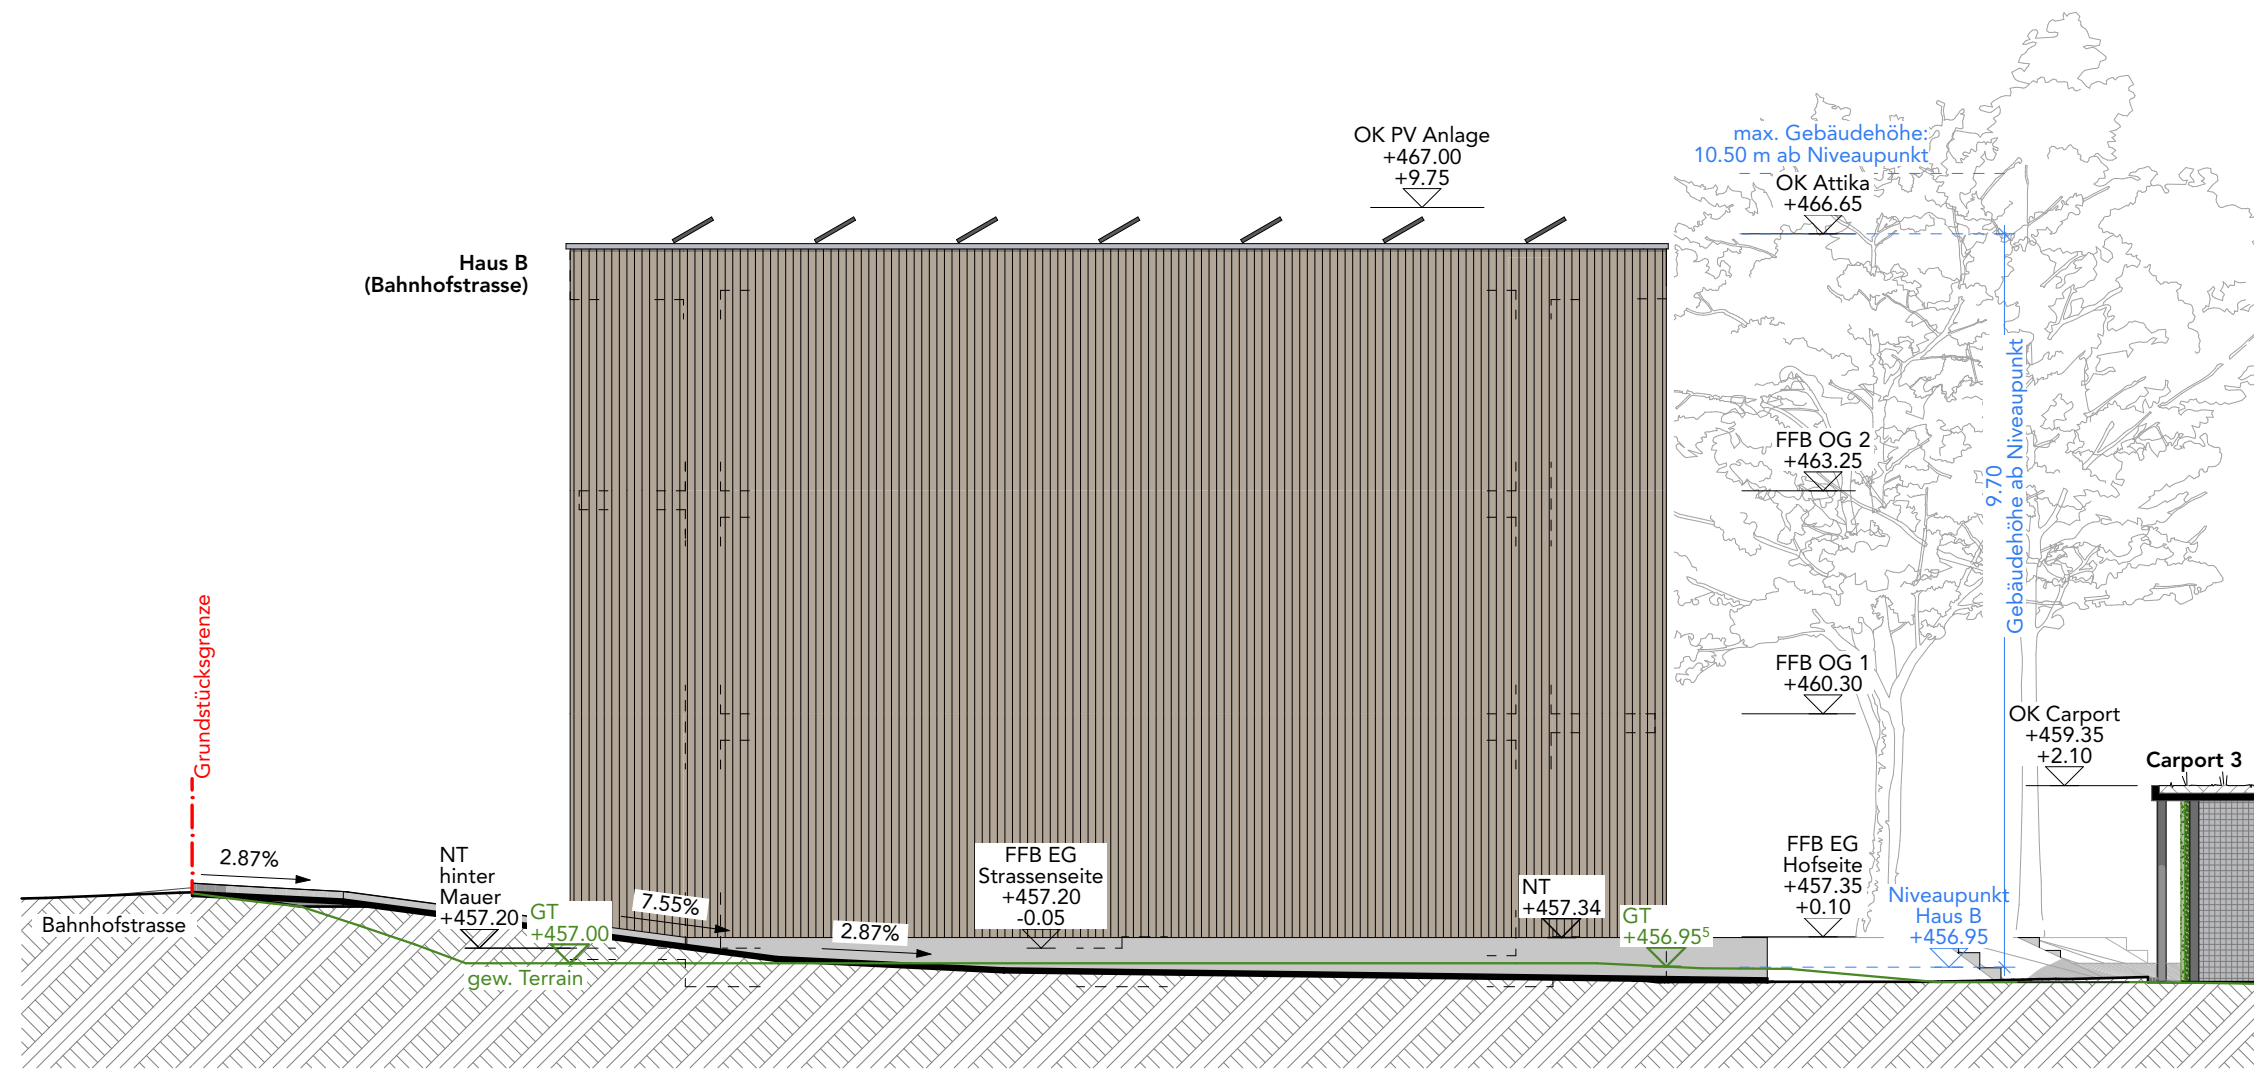 OK PV Anlage
+467.00
+9.75
max. Gebäudehöhe:
10.50 m ab Niveaupunkt
OK Attika
+466.65
Haus B
(Bahnhofstrasse)
FFB OG 2
+463.25
9.70
Gebäudehöhe ab Niveaupunkt
Grundstücksgrenze
FFB OG 1
+460.30
OK Carport
+459.35
+2.10
Carport 3
2.87%
NT
hinter
Mauer
+457.20
GT
+457.00
7.55%
2.87%
FFB EG
Strassenseite
+457.20
-0.05
NT
+457.34
GT
+456.95⁵
FFB EG
Hofseite
+457.35
+0.10
Niveaupunkt
Haus B
+456.95
Bahnhofstrasse
gew. Terrain